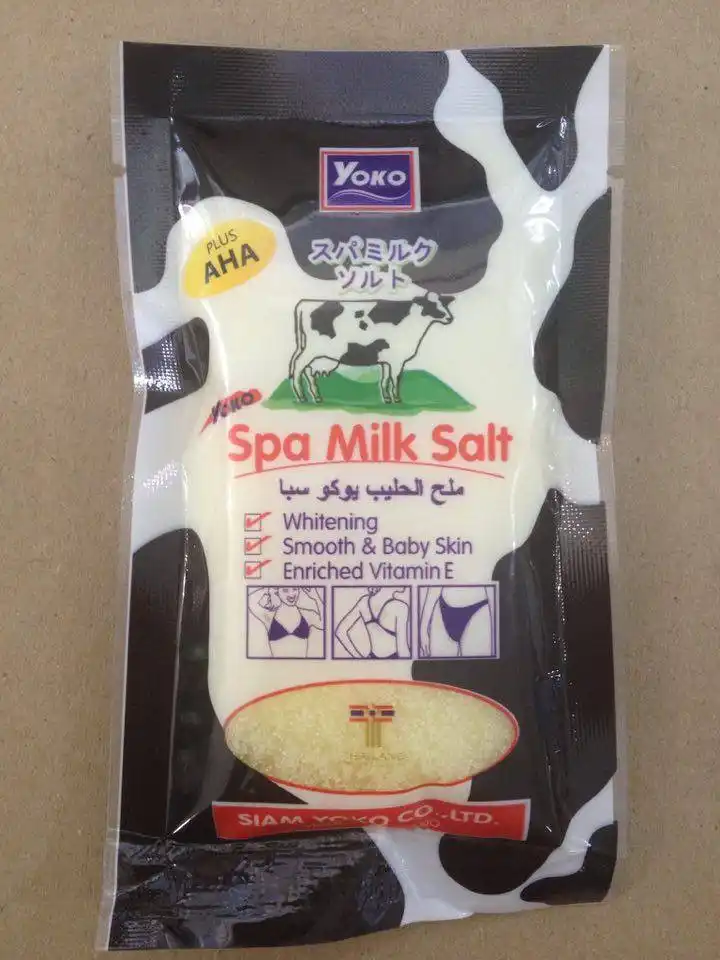 YOKO
PLUS
AHA
スパミルク
ソルト
YOKO
Spa Milk Salt
ملح الحليب يوكو سبا
Whitening
Smooth & Baby Skin
Enriched Vitamin E
SIAM YOKO CO.,LTD.